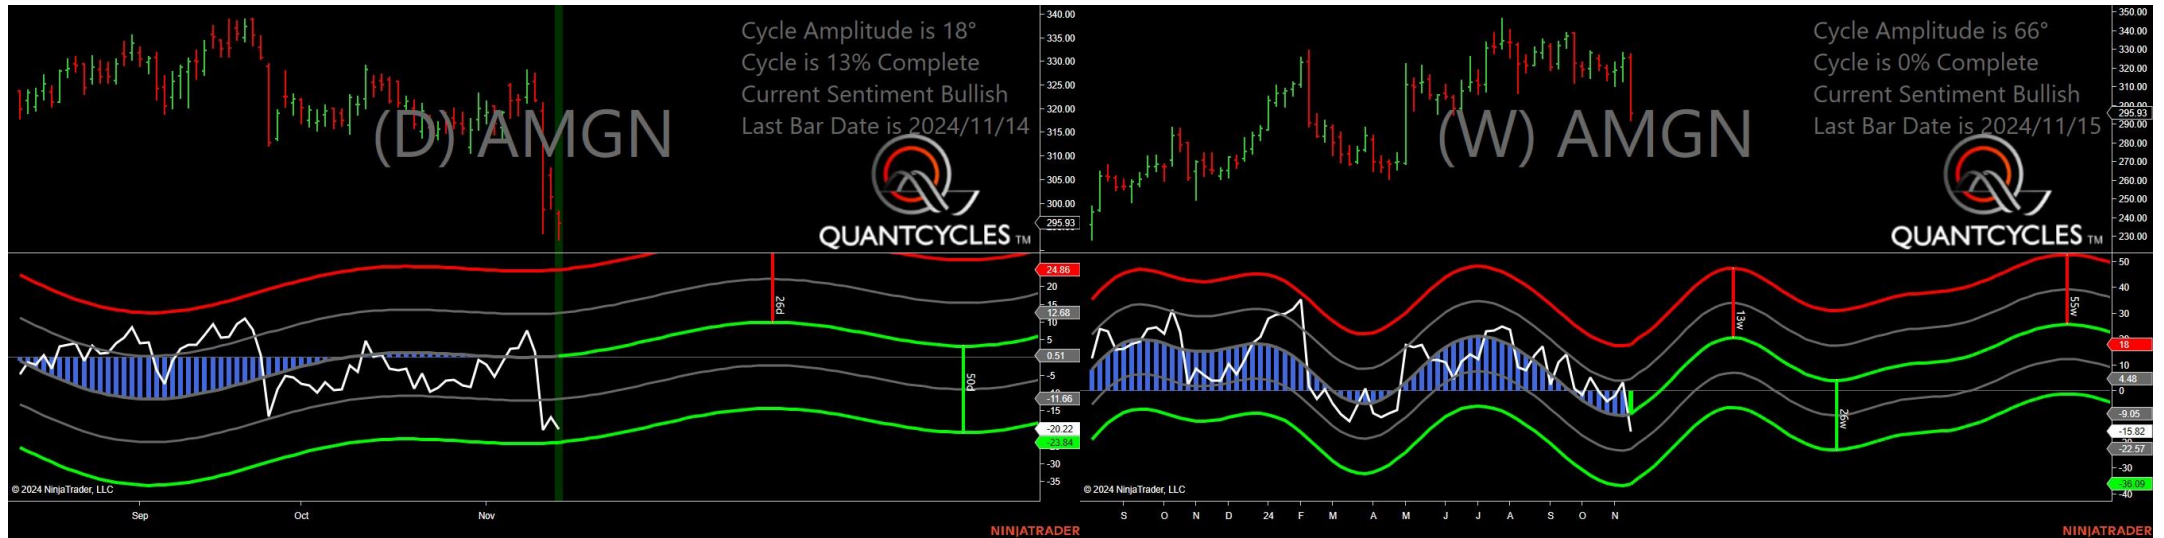 Cycle Amplitude is 18°
Cycle is 13% Complete
Current Sentiment Bullish
Last Bar Date is 2024/11/14
(D) AMGN
QUANTCYCLES TM
340.00
335.00
330.00
325.00
320.00
315.00
310.00
305.00
300.00
295.93
26d
50d
24.86
20
15
12.68
10
5
0.51
-5
-11.66
-15
-20.22
-23.84
-30
-35
© 2024 NinjaTrader, LLC
Sep
Oct
Nov
NINJATRADER
Cycle Amplitude is 66°
Cycle is 0% Complete
Current Sentiment Bullish
Last Bar Date is 2024/11/15
(W) AMGN
QUANTCYCLES TM
350.00
340.00
330.00
320.00
310.00
300.00
295.93
290.00
280.00
270.00
260.00
250.00
240.00
230.00
13w
26w
55w
50
40
30
18
10
4.48
0
-9.05
-15.82
-22.57
-30
-36.09
-40
© 2024 NinjaTrader, LLC
S
O
N
D
24
F
M
A
M
J
J
A
S
O
N
NINJATRADER